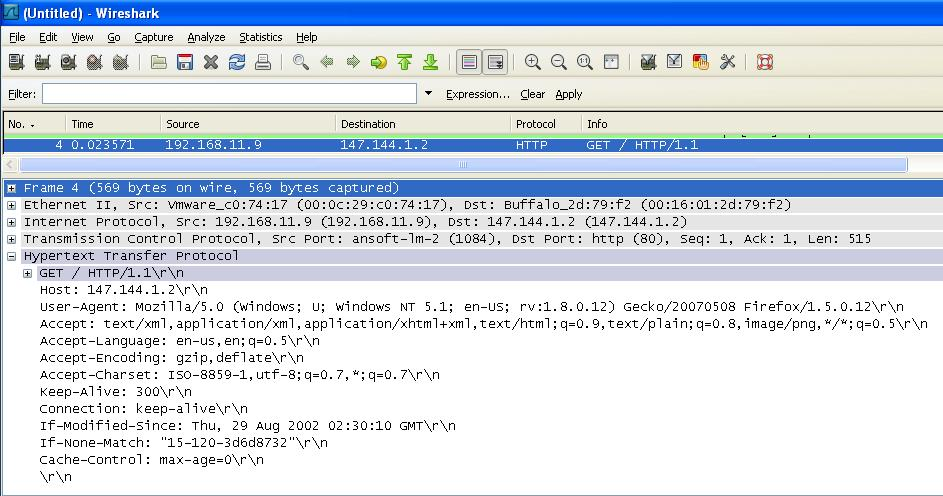 (Untitled) - Wireshark
File Edit View Go Capture Analyze Statistics Help
Filter: Expression... Clear Apply
No. Time Source Destination Protocol Info
4 0.023571 192.168.11.9 147.144.1.2 HTTP GET / HTTP/1.1
Frame 4 (569 bytes on wire, 569 bytes captured)
Ethernet II, Src: Vmware_c0:74:17 (00:0c:29:c0:74:17), Dst: Buffalo_2d:79:f2 (00:16:01:2d:79:f2)
Internet Protocol, Src: 192.168.11.9 (192.168.11.9), Dst: 147.144.1.2 (147.144.1.2)
Transmission Control Protocol, Src Port: ansoft-lm-2 (1084), Dst Port: http (80), Seq: 1, Ack: 1, Len: 515
Hypertext Transfer Protocol
GET / HTTP/1.1\r\n
Host: 147.144.1.2\r\n
User-Agent: Mozilla/5.0 (Windows; U; Windows NT 5.1; en-US; rv:1.8.0.12) Gecko/20070508 Firefox/1.5.0.12\r\n
Accept: text/xml,application/xml,application/xhtml+xml,text/html;q=0.9,text/plain;q=0.8,image/png,*/*;q=0.5\r\n
Accept-Language: en-us,en;q=0.5\r\n
Accept-Encoding: gzip,deflate\r\n
Accept-Charset: ISO-8859-1,utf-8;q=0.7,*;q=0.7\r\n
Keep-Alive: 300\r\n
Connection: keep-alive\r\n
If-Modified-Since: Thu, 29 Aug 2002 02:30:10 GMT\r\n
If-None-Match: "15-120-3d6d8732"\r\n
Cache-Control: max-age=0\r\n
\r\n